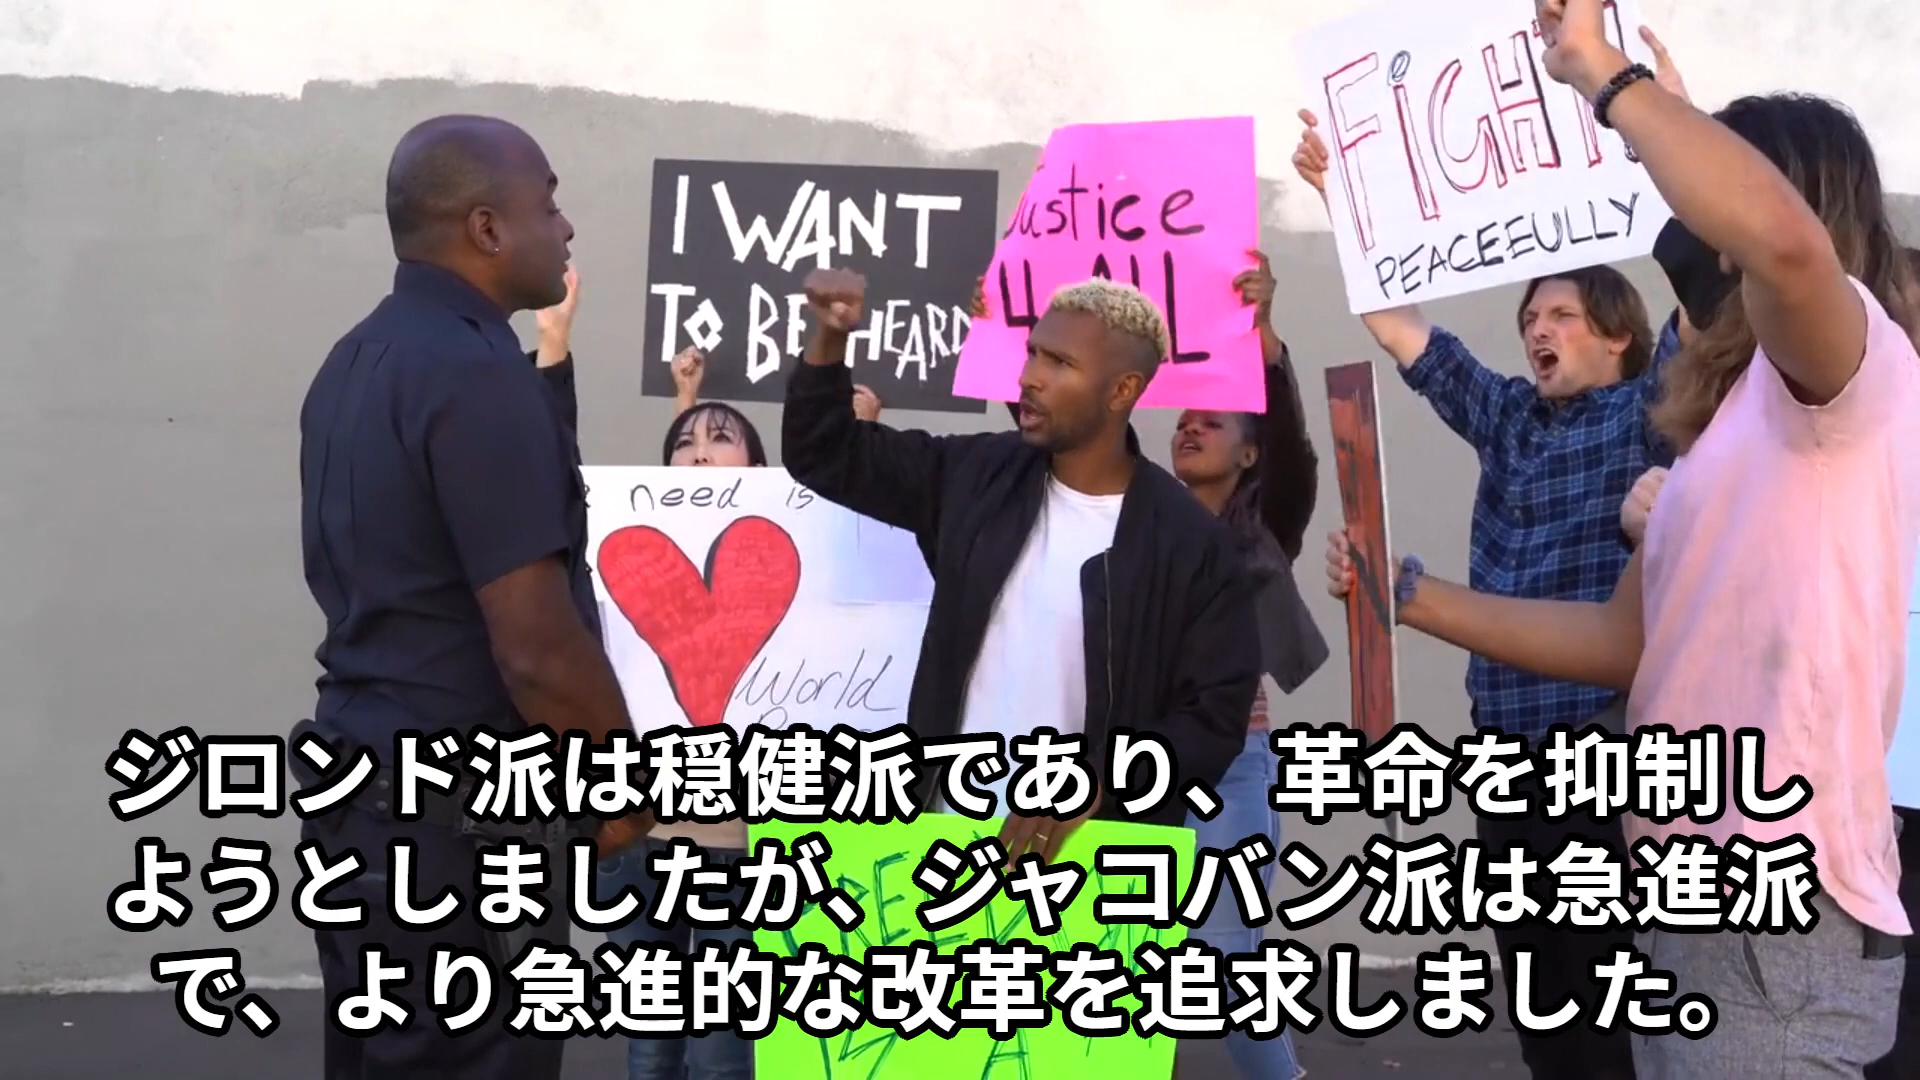 I WANT
TO BE HEARD
Justice
4 ALL
FIGHT
PEACEFULLY
need is
World
ジロンド派は穏健派であり、革命を抑制し
ようとしましたが、ジャコバン派は急進派
で、より急進的な改革を追求しました。
IS A